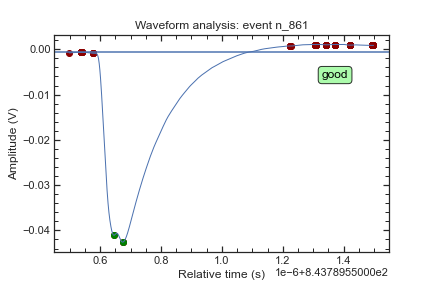 Waveform analysis: event n_861
0.00
−0.01
−0.02
−0.03
−0.04
Amplitude (V)
good
0.6
0.8
1.0
1.2
1.4
Relative time (s)
1e−6+8.4378955000e2